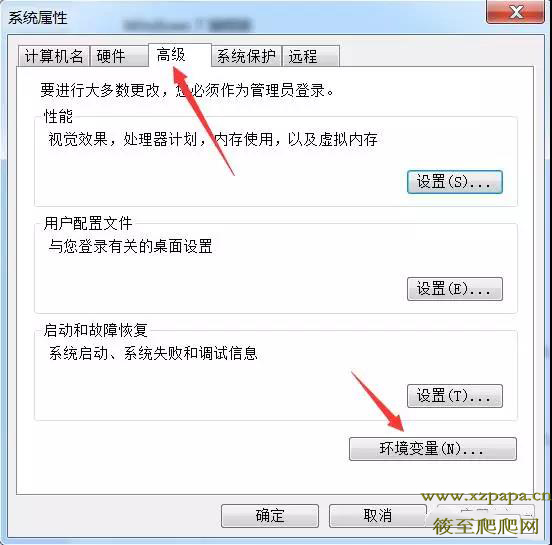 系统属性
计算机名
硬件
高级
系统保护
远程
要进行大多数更改，您必须作为管理员登录。
性能
视觉效果，处理器计划，内存使用，以及虚拟内存
设置(S)...
用户配置文件
与您登录有关的桌面设置
设置(E)...
启动和故障恢复
系统启动、系统失败和调试信息
设置(T)...
环境变量(N)...
确定
取消
www.xzpapa.cn
筱至爬爬网